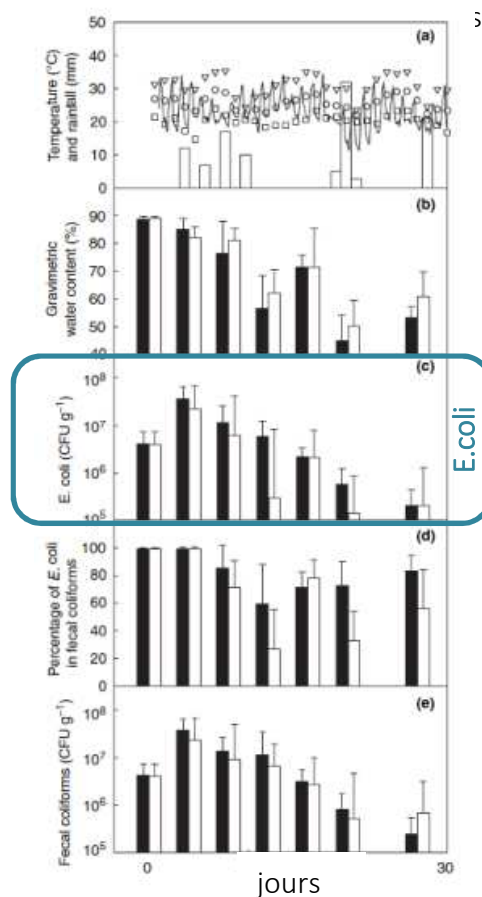 s
(a)
Temperature (°C)
and rainfall (mm)
50
40
30
20
10
0
(b)
Gravimetric
water content (%)
90
80
70
60
50
40
(c)
E. coli (CFU g⁻¹)
10⁸
10⁷
10⁶
10⁵
E.coli
(d)
Percentage of E. coli
in fecal coliforms
100
80
60
40
20
0
(e)
Fecal coliforms (CFU g⁻¹)
10⁸
10⁷
10⁶
10⁵
0
30
jours